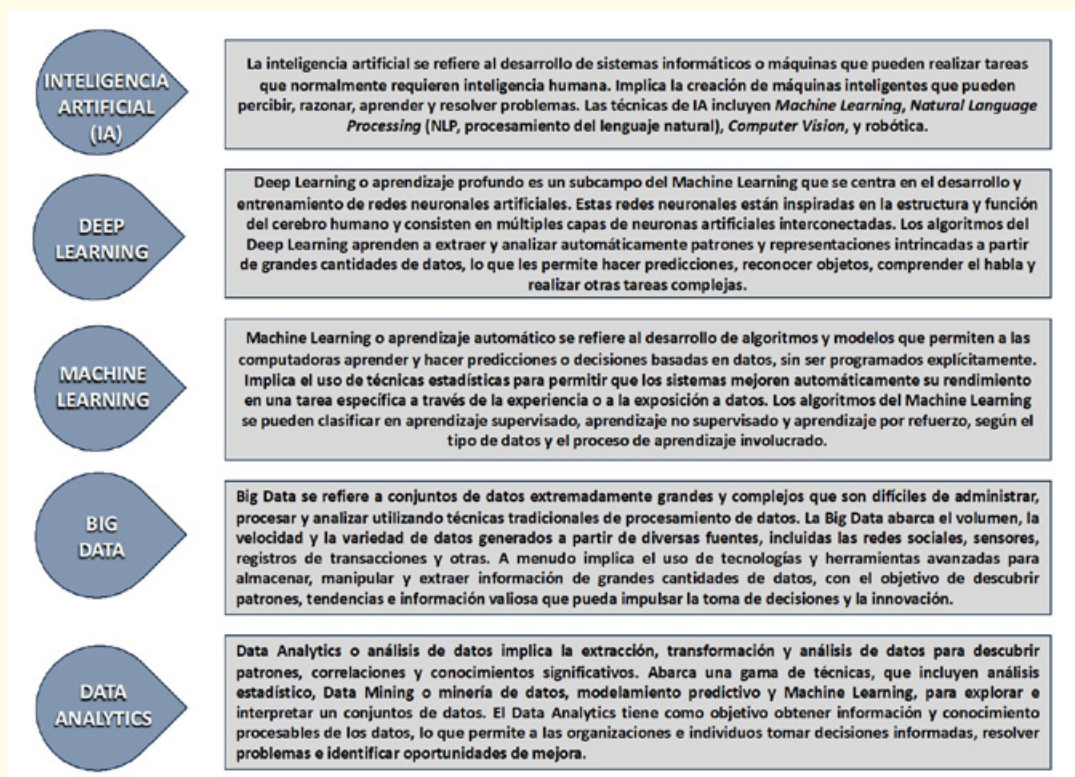 INTELIGENCIA
ARTIFICIAL
(IA)
La inteligencia artificial se refiere al desarrollo de sistemas informáticos o máquinas que pueden realizar tareas
que normalmente requieren inteligencia humana. Implica la creación de máquinas inteligentes que pueden
percibir, razonar, aprender y resolver problemas. Las técnicas de IA incluyen Machine Learning, Natural Language
Processing (NLP, procesamiento del lenguaje natural), Computer Vision, y robótica.
DEEP
LEARNING
Deep Learning o aprendizaje profundo es un subcampo del Machine Learning que se centra en el desarrollo y
entrenamiento de redes neuronales artificiales. Estas redes neuronales están inspiradas en la estructura y función
del cerebro humano y consisten en múltiples capas de neuronas artificiales interconectadas. Los algoritmos del
Deep Learning aprenden a extraer y analizar automáticamente patrones y representaciones intrincadas a partir
de grandes cantidades de datos, lo que les permite hacer predicciones, reconocer objetos, comprender el habla y
realizar otras tareas complejas.
MACHINE
LEARNING
Machine Learning o aprendizaje automático se refiere al desarrollo de algoritmos y modelos que permiten a las
computadoras aprender y hacer predicciones o decisiones basadas en datos, sin ser programados explícitamente.
Implica el uso de técnicas estadísticas para permitir que los sistemas mejoren automáticamente su rendimiento
en una tarea específica a través de la experiencia o a la exposición a datos. Los algoritmos del Machine Learning
se pueden clasificar en aprendizaje supervisado, aprendizaje no supervisado y aprendizaje por refuerzo, según el
tipo de datos y el proceso de aprendizaje involucrado.
BIG
DATA
Big Data se refiere a conjuntos de datos extremadamente grandes y complejos que son difíciles de administrar,
procesar y analizar utilizando técnicas tradicionales de procesamiento de datos. La Big Data abarca el volumen, la
velocidad y la variedad de datos generados a partir de diversas fuentes, incluidas las redes sociales, sensores,
registros de transacciones y otras. A menudo implica el uso de tecnologías y herramientas avanzadas para
almacenar, manipular y extraer información de grandes cantidades de datos, con el objetivo de descubrir
patrones, tendencias e información valiosa que pueda impulsar la toma de decisiones y la innovación.
DATA
ANALYTICS
Data Analytics o análisis de datos implica la extracción, transformación y análisis de datos para descubrir
patrones, correlaciones y conocimientos significativos. Abarca una gama de técnicas, que incluyen análisis
estadístico, Data Mining o minería de datos, modelamiento predictivo y Machine Learning, para explorar e
interpretar un conjuntos de datos. El Data Analytics tiene como objetivo obtener información y conocimiento
procesables de los datos, lo que permite a las organizaciones e individuos tomar decisiones informadas, resolver
problemas e identificar oportunidades de mejora.